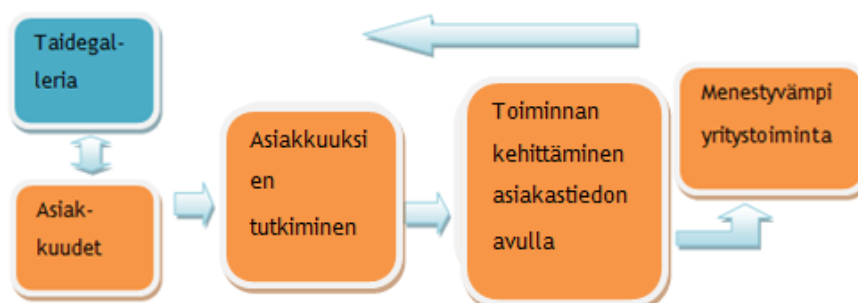 Taidegal-
leria
Asiak-
kuudet
Asiakkuuksi
en
tutkiminen
Toiminnan
kehittäminen
asiakastiedon
avulla
Menestyvämpi
yritystoiminta